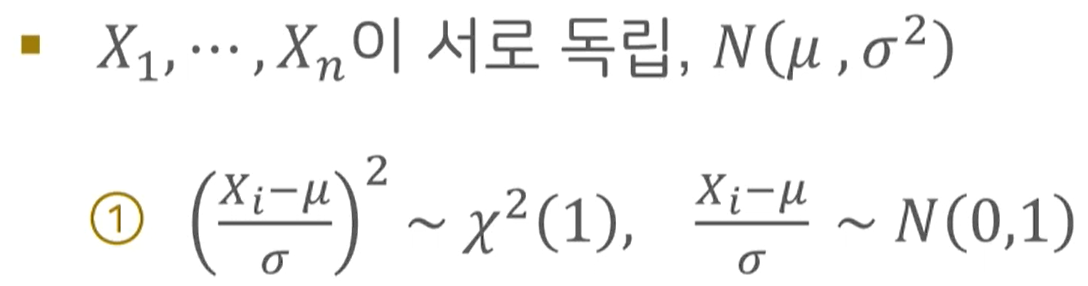 ▪ X₁, ⋯ , Xₙ이 서로 독립, N(μ , σ²)
① ((Xᵢ−μ)/σ)² ~ χ²(1), (Xᵢ−μ)/σ ~ N(0,1)